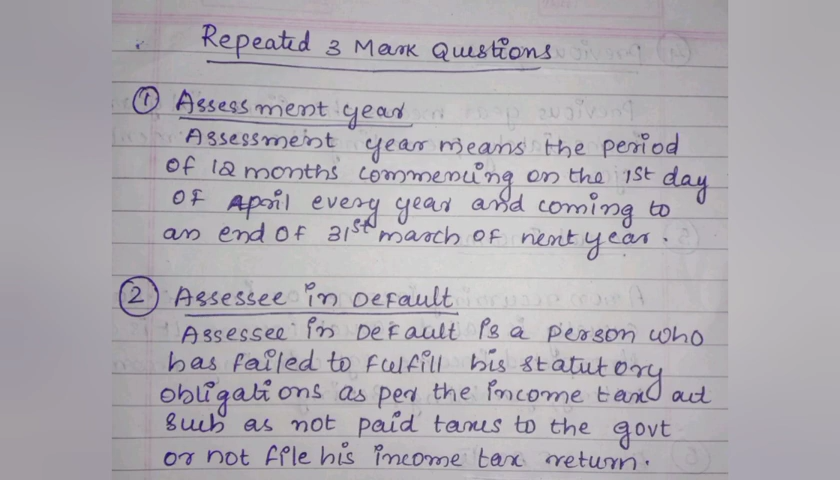 Repeated 3 Mark Questions
① Assessment year
Assessment year means the period
of 12 months commencing on the 1st day
of April every year and coming to
an end of 31st march of next year.
② Assessee in Default
Assessee in Default is a person who
has failed to fulfill his statutory
obligations as per the income tax act
such as not paid taxes to the govt
or not file his income tax return.